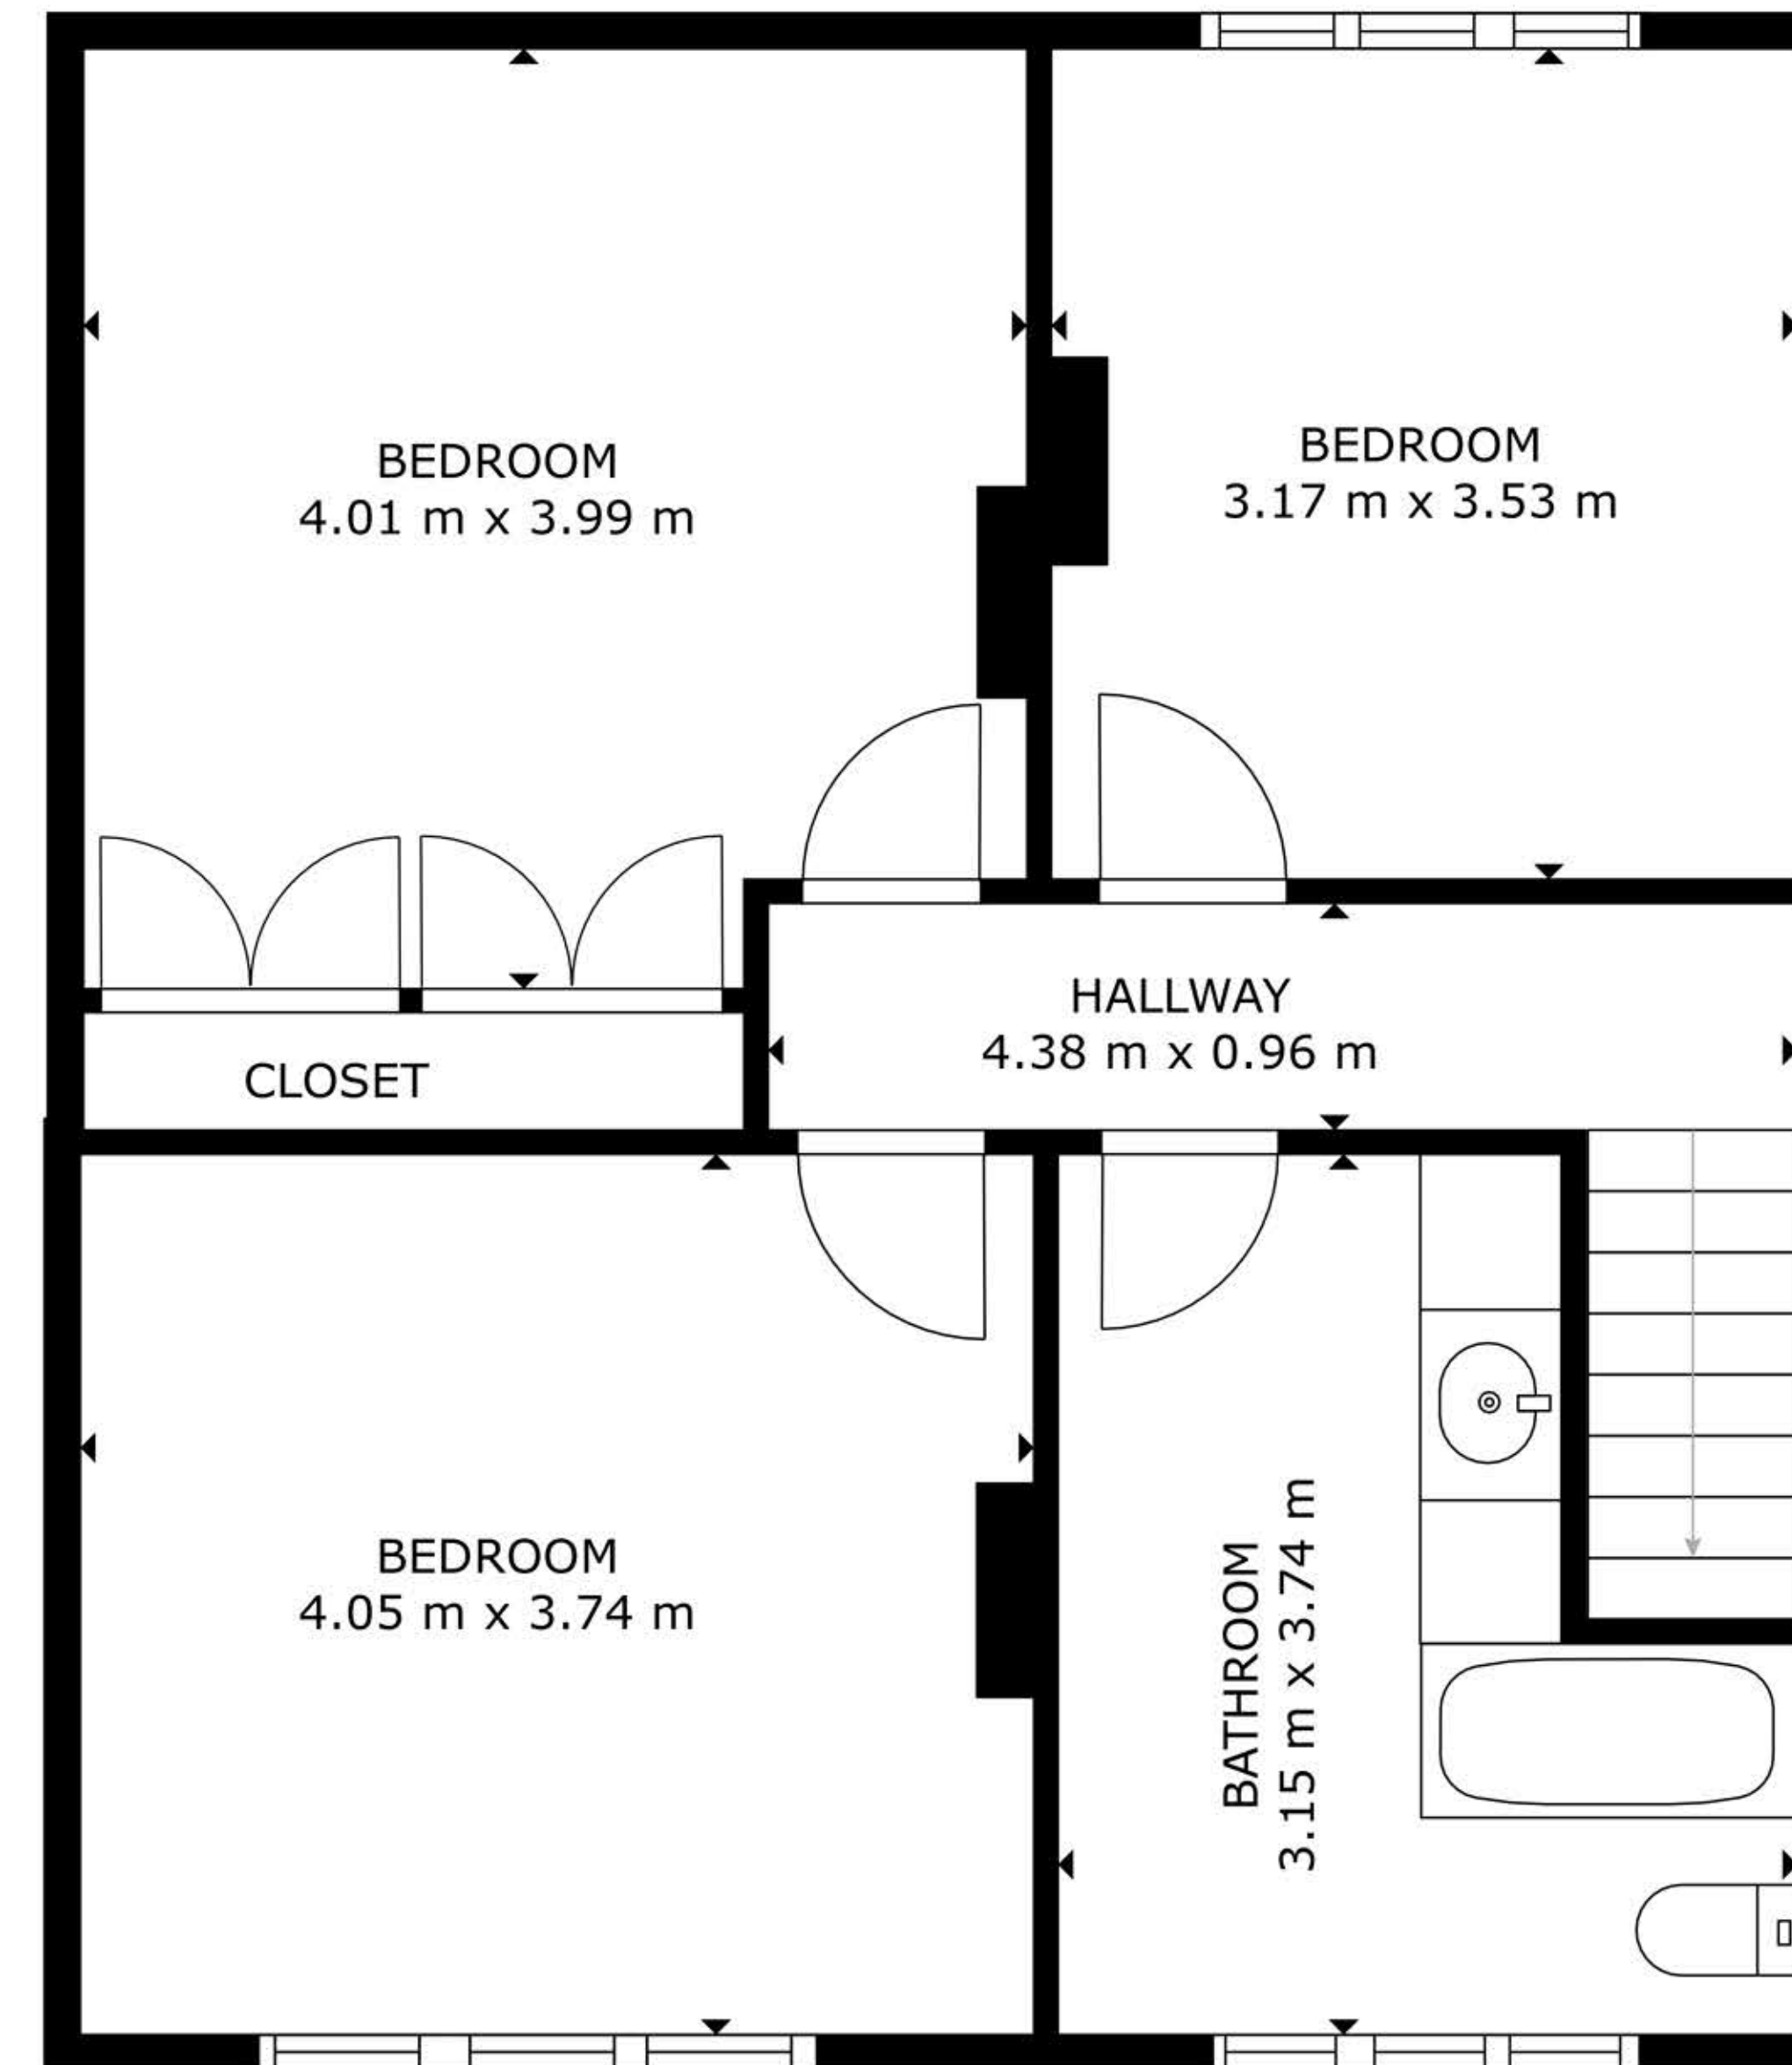 BEDROOM
4.01 m x 3.99 m
BEDROOM
3.17 m x 3.53 m
HALLWAY
4.38 m x 0.96 m
CLOSET
BEDROOM
4.05 m x 3.74 m
BATHROOM
3.15 m x 3.74 m